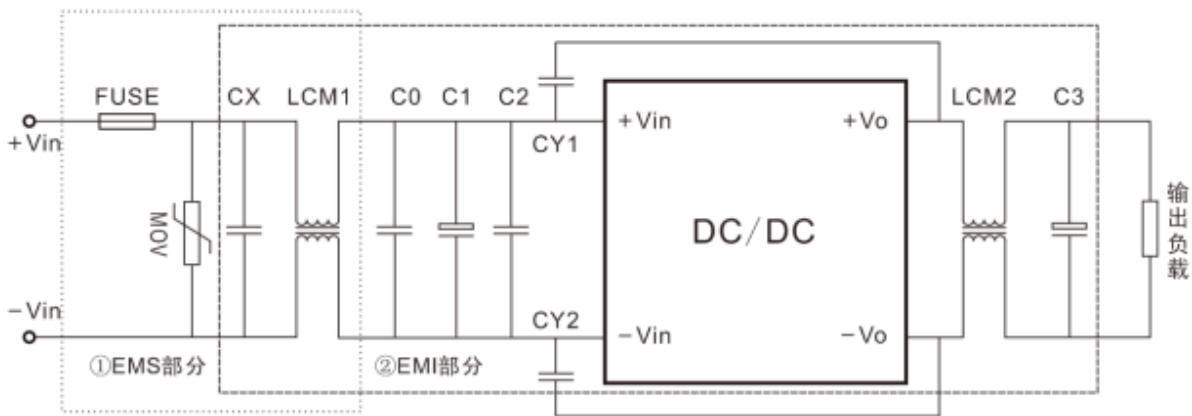 FUSE
CX
LCM1
C0
C1
C2
LCM2
C3
+Vin
MOV
CY1
+Vin
+Vo
DC/DC
输出负载
-Vin
CY2
-Vin
-Vo
①EMS部分
②EMI部分